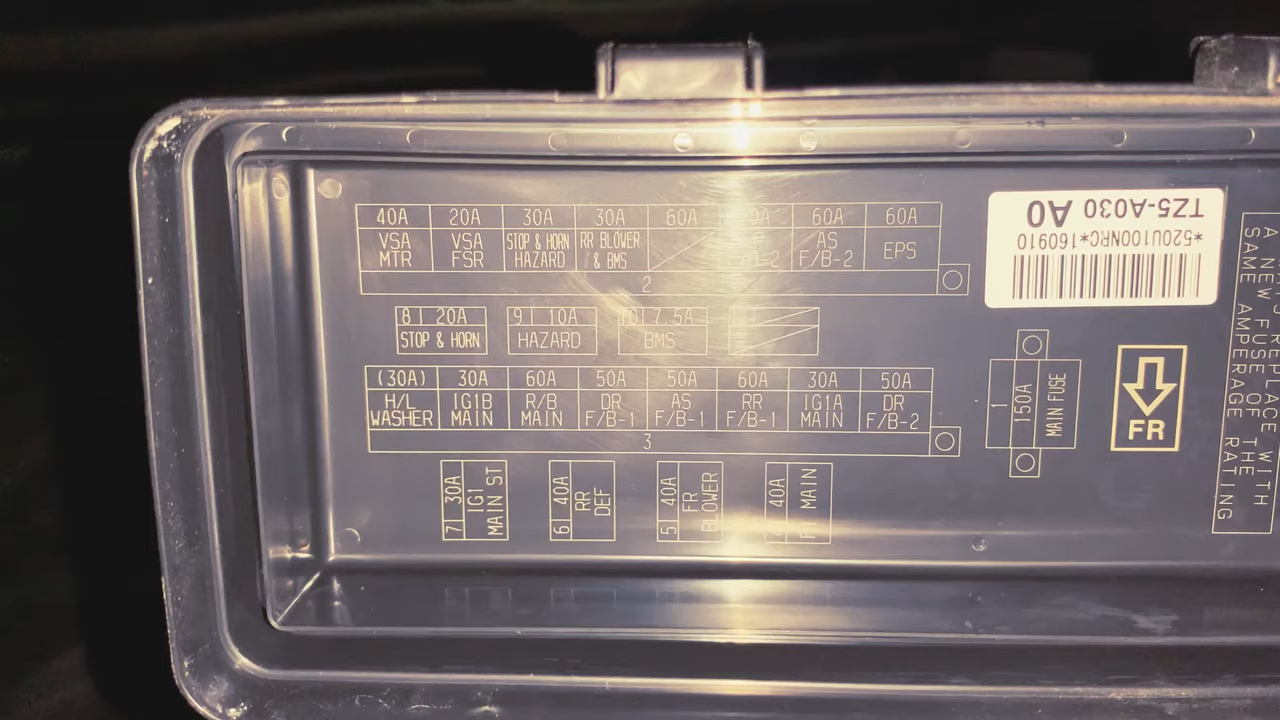 40A 20A 30A 30A 60A 60A 60A
VSA MTR
VSA FSR
STOP & HORN HAZARD
RR BLOWER & BMS
AS F/B-2
EPS
2
8 20A
STOP & HORN
9 10A
HAZARD
7.5A
BMS
(30A) 30A 60A 50A 50A 60A 30A 50A
H/L WASHER
IG1B MAIN
R/B MAIN
DR F/B-1
AS F/B-1
RR F/B-1
IG1A MAIN
DR F/B-2
3
7 30A
IG1
MAIN ST
6 40A
RR
DEF
5 40A
FR
BLOWER
40A
MAIN
TZ5-A030 A0
*520U100NRC*160910
1
150A
MAIN FUSE
FR
REPLACE WITH
A NEW FUSE OF THE
SAME AMPERAGE RATING